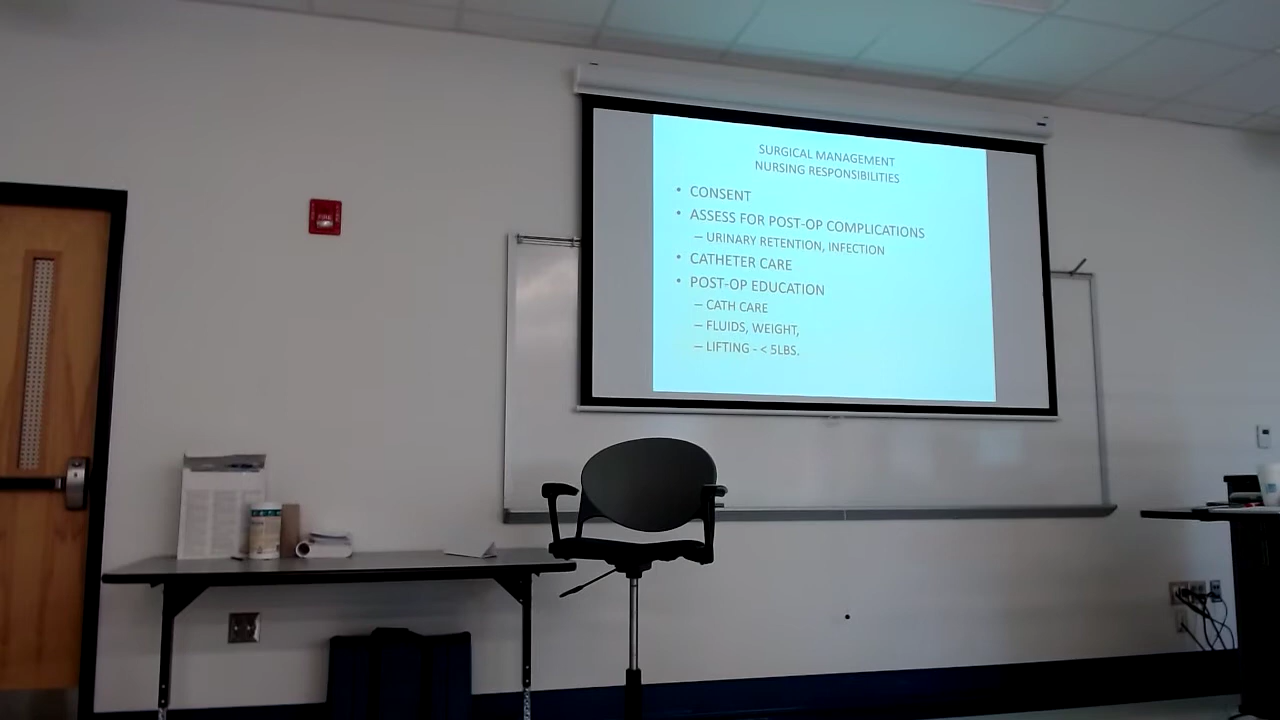 SURGICAL MANAGEMENT
NURSING RESPONSIBILITIES
• CONSENT
• ASSESS FOR POST-OP COMPLICATIONS
– URINARY RETENTION, INFECTION
• CATHETER CARE
• POST-OP EDUCATION
– CATH CARE
– FLUIDS, WEIGHT,
– LIFTING - < 5LBS.
FIRE